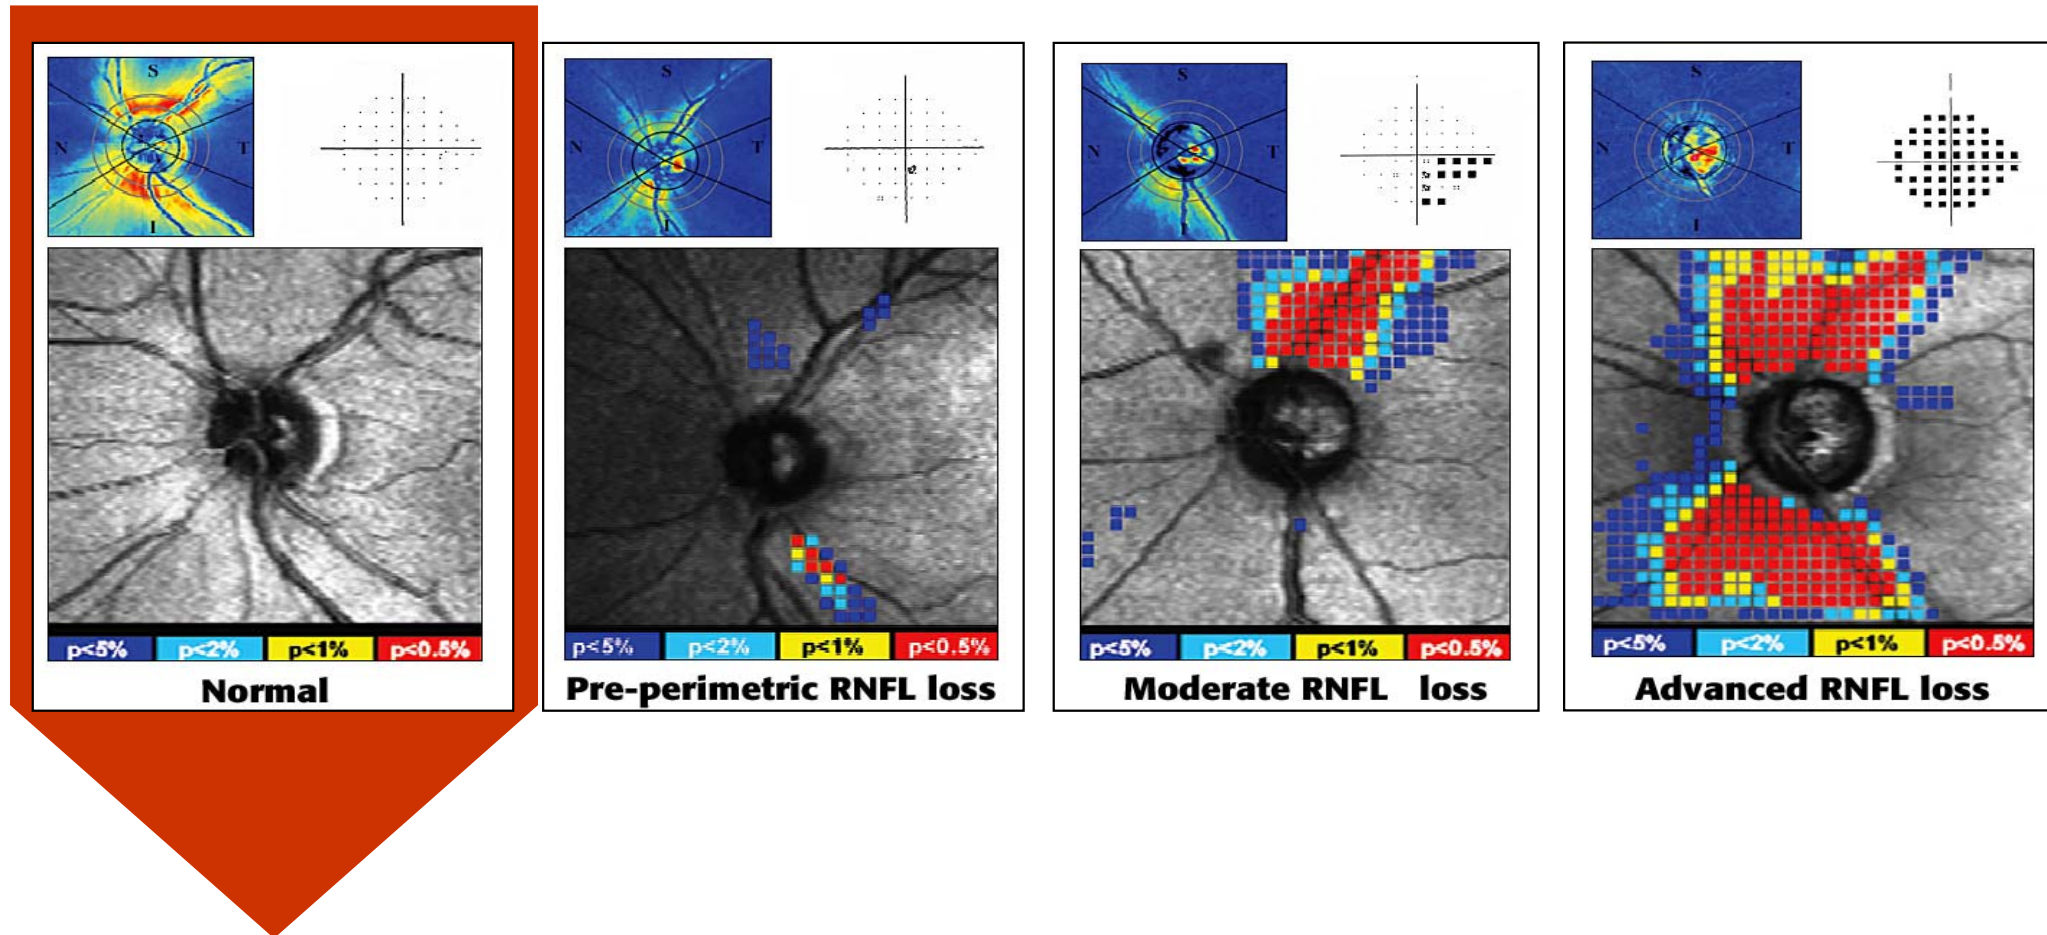 S
N
T
I
p<5%
p<2%
p<1%
p<0.5%
Normal
S
N
T
I
p<5%
p<2%
p<1%
p<0.5%
Pre-perimetric RNFL loss
S
N
T
I
p<5%
p<2%
p<1%
p<0.5%
Moderate RNFL loss
S
N
T
I
p<5%
p<2%
p<1%
p<0.5%
Advanced RNFL loss